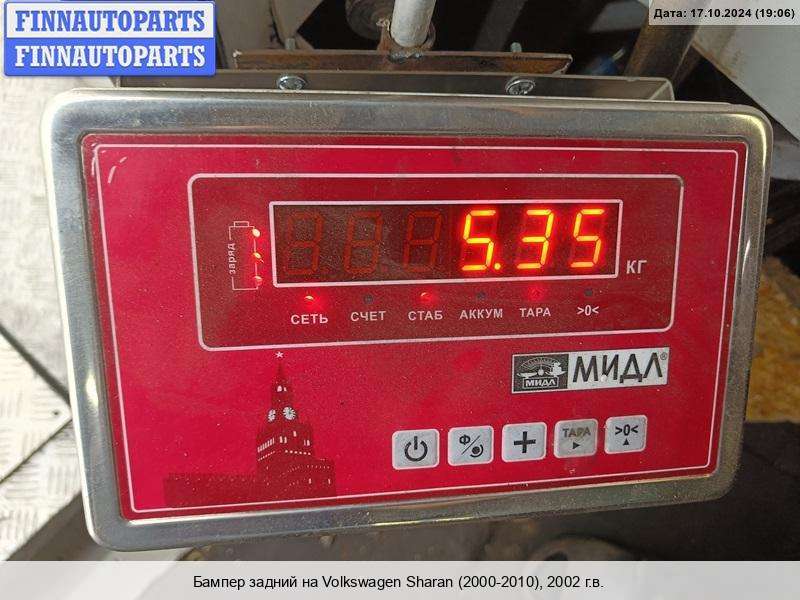 FINNAUTOPARTS
FINNAUTOPARTS
Дата: 17.10.2024 (19:06)
заряд
5.35
КГ
СЕТЬ СЧЕТ СТАБ АККУМ ТАРА >0<
МИДЛ МИДЛ®
Ф/ + ТАРА >0<
Бампер задний на Volkswagen Sharan (2000-2010), 2002 г.в.